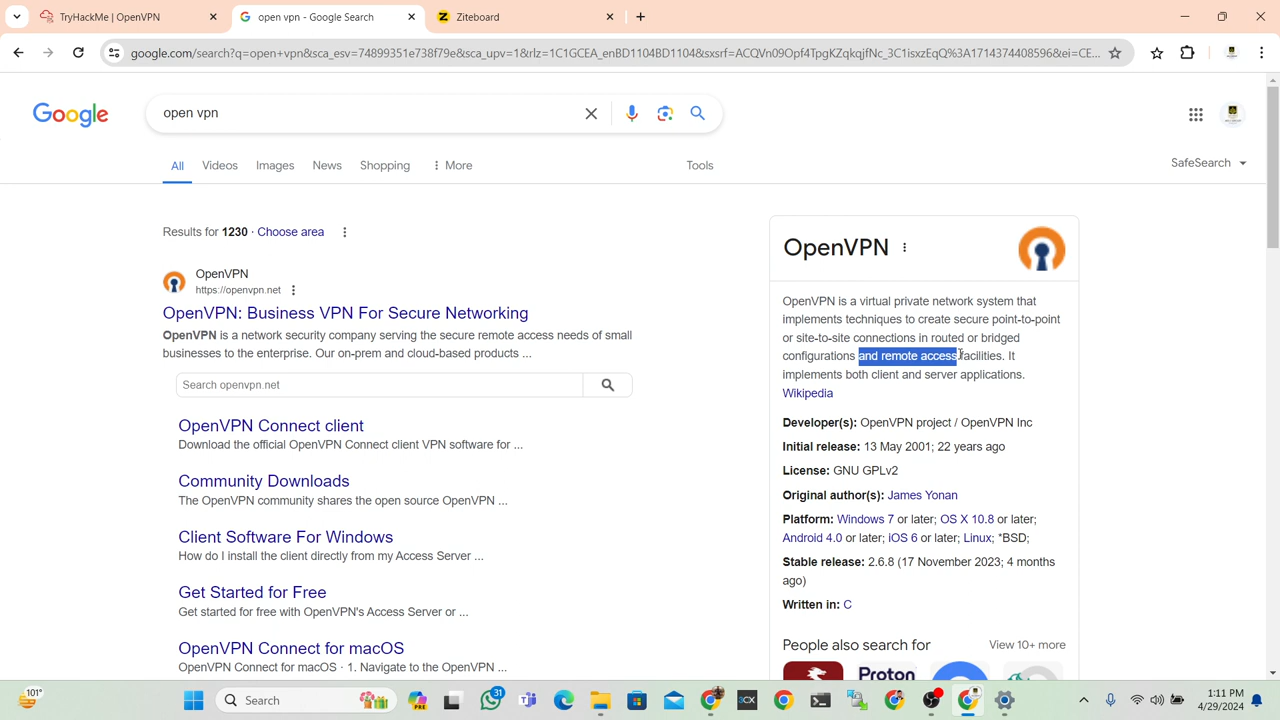 TryHackMe | OpenVPN
open vpn - Google Search
Ziteboard
google.com/search?q=open+vpn&sca_esv=74899351e738f79e&sca_upv=1&rlz=1C1GCEA_enBD1104BD1104&sxsrf=ACQVn09Opf4TpgKZqkqjfNc_3C1isxzEqQ%3A1714374408596&ei=CE...
Google
open vpn
All
Videos
Images
News
Shopping
More
Tools
SafeSearch
Results for 1230 · Choose area
OpenVPN
https://openvpn.net
OpenVPN: Business VPN For Secure Networking
OpenVPN is a network security company serving the secure remote access needs of small
businesses to the enterprise. Our on-prem and cloud-based products ...
Search openvpn.net
OpenVPN Connect client
Download the official OpenVPN Connect client VPN software for ...
Community Downloads
The OpenVPN community shares the open source OpenVPN ...
Client Software For Windows
How do I install the client directly from my Access Server ...
Get Started for Free
Get started for free with OpenVPN's Access Server or ...
OpenVPN Connect for macOS
OpenVPN Connect for macOS · 1. Navigate to the OpenVPN ...
OpenVPN
OpenVPN is a virtual private network system that
implements techniques to create secure point-to-point
or site-to-site connections in routed or bridged
configurations and remote access facilities. It
implements both client and server applications.
Wikipedia
Developer(s): OpenVPN project / OpenVPN Inc
Initial release: 13 May 2001; 22 years ago
License: GNU GPLv2
Original author(s): James Yonan
Platform: Windows 7 or later; OS X 10.8 or later;
Android 4.0 or later; iOS 6 or later; Linux; *BSD;
Stable release: 2.6.8 (17 November 2023; 4 months
ago)
Written in: C
People also search for
View 10+ more
Proton
101°
Search
31
3CX
1:11 PM
4/29/2024